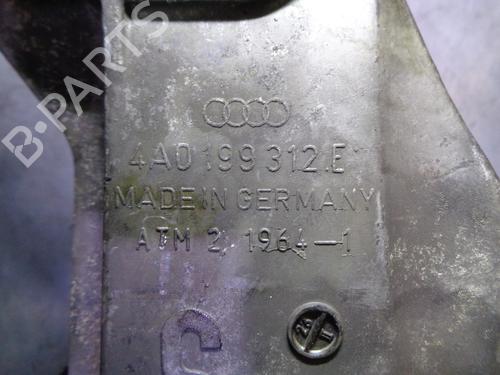 B-PARTS
4A0 199 312.E
MADE IN GERMANY
ATM 2 1964-1